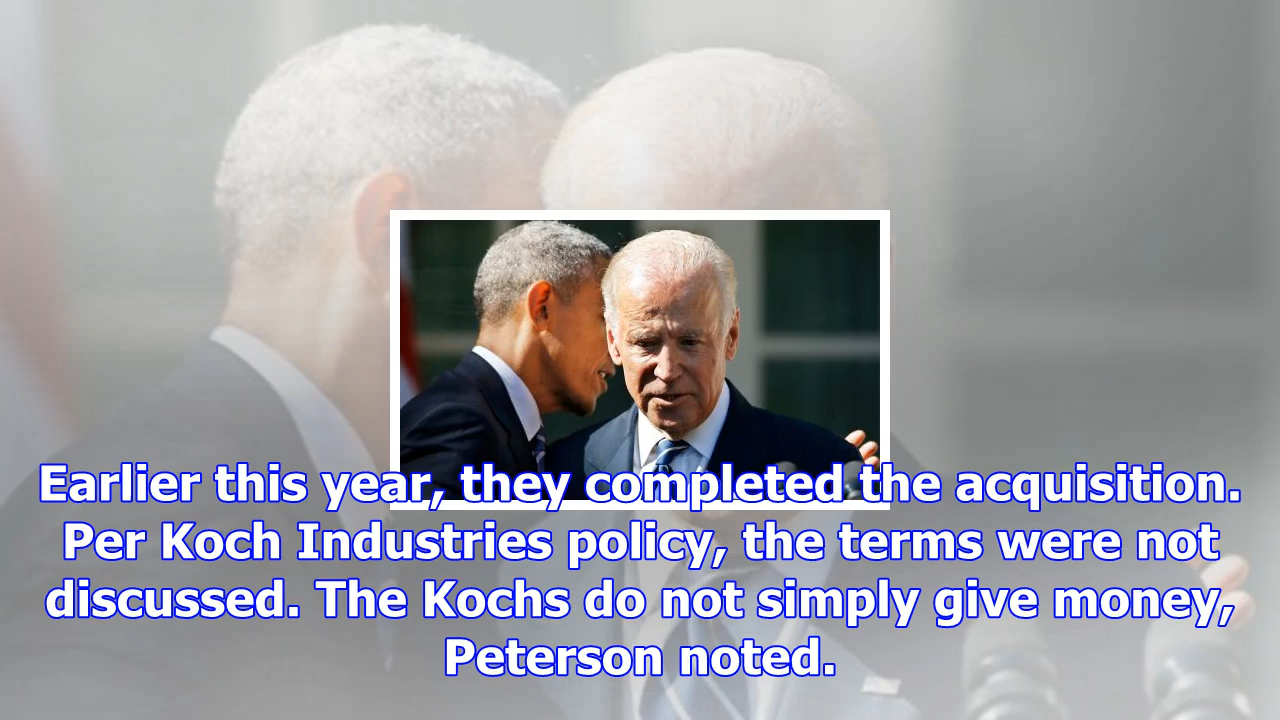 Earlier this year, they completed the acquisition.
Per Koch Industries policy, the terms were not
discussed. The Kochs do not simply give money,
Peterson noted.